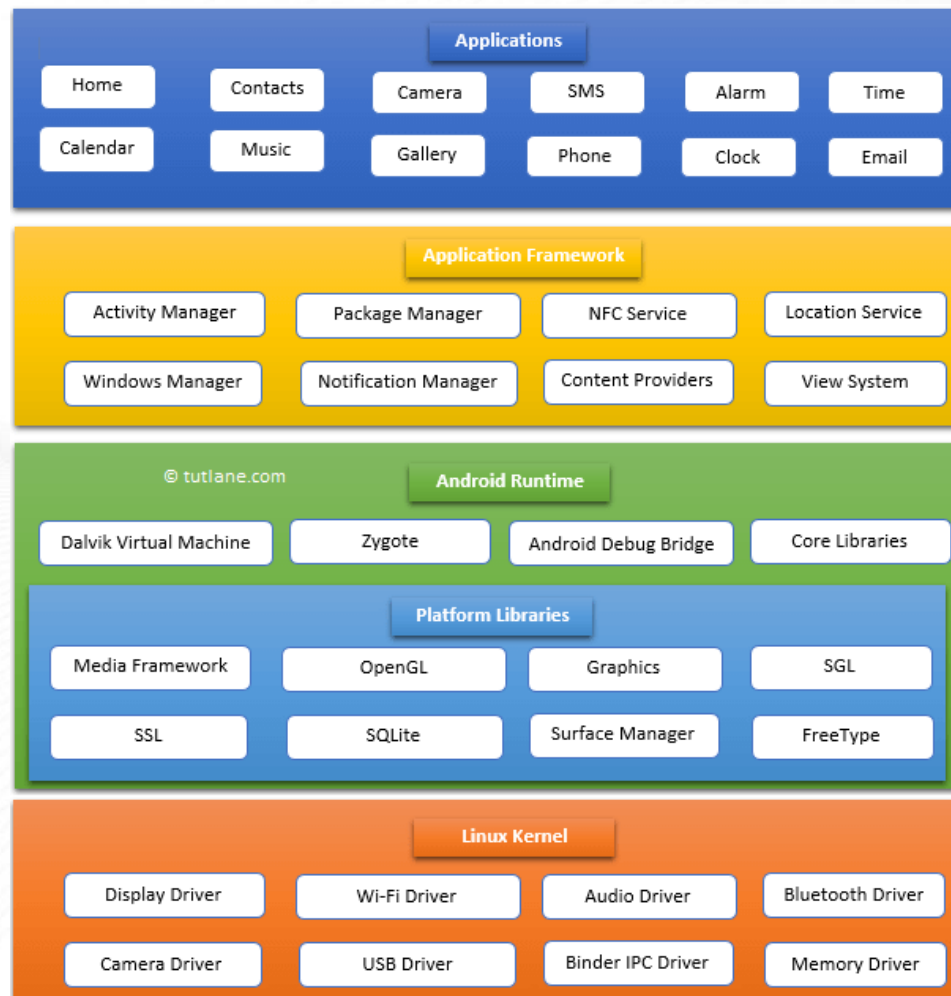 Applications
Home Contacts Camera SMS Alarm Time
Calendar Music Gallery Phone Clock Email
Application Framework
Activity Manager Package Manager NFC Service Location Service
Windows Manager Notification Manager Content Providers View System
© tutlane.com
Android Runtime
Dalvik Virtual Machine Zygote Android Debug Bridge Core Libraries
Platform Libraries
Media Framework OpenGL Graphics SGL
SSL SQLite Surface Manager FreeType
Linux Kernel
Display Driver Wi-Fi Driver Audio Driver Bluetooth Driver
Camera Driver USB Driver Binder IPC Driver Memory Driver